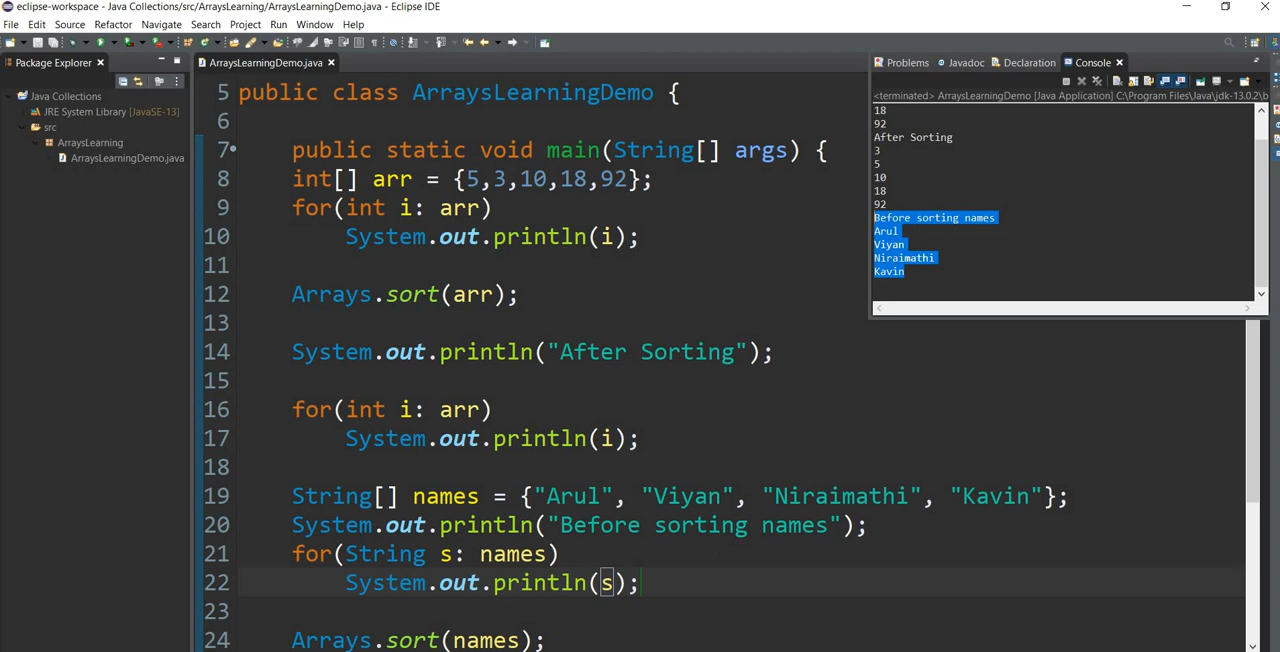 eclipse-workspace - Java Collections/src/ArraysLearning/ArraysLearningDemo.java - Eclipse IDE
File Edit Source Refactor Navigate Search Project Run Window Help
Package Explorer
ArraysLearningDemo.java
Problems Javadoc Declaration Console
Java Collections
JRE System Library [JavaSE-13]
src
ArraysLearning
ArraysLearningDemo.java
5 public class ArraysLearningDemo {
6
7 public static void main(String[] args) {
8 int[] arr = {5,3,10,18,92};
9 for(int i: arr)
10 System.out.println(i);
11
12 Arrays.sort(arr);
13
14 System.out.println("After Sorting");
15
16 for(int i: arr)
17 System.out.println(i);
18
19 String[] names = {"Arul", "Viyan", "Niraimathi", "Kavin"};
20 System.out.println("Before sorting names");
21 for(String s: names)
22 System.out.println(s);
23
24 Arrays.sort(names);
<terminated> ArraysLearningDemo [Java Application] C:\Program Files\Java\jdk-13.0.2\b
18
92
After Sorting
3
5
10
18
92
Before sorting names
Arul
Viyan
Niraimathi
Kavin